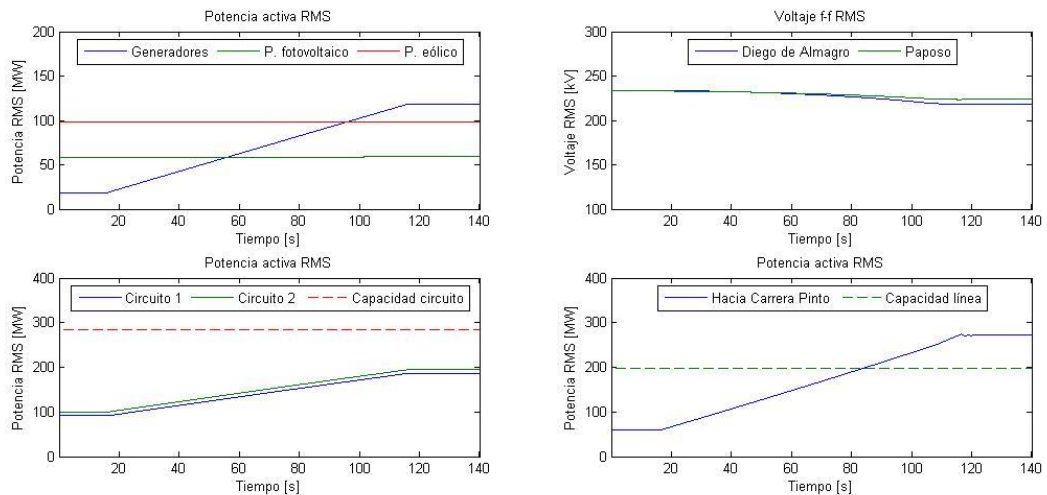 Potencia activa RMS
Generadores P. fotovoltaico P. eólico
Potencia RMS [MW]
200
150
100
50
0
20 40 60 80 100 120 140
Tiempo [s]
Voltaje f-f RMS
Diego de Almagro Paposo
Voltaje RMS [kV]
300
250
200
150
100
20 40 60 80 100 120 140
Tiempo [s]
Potencia activa RMS
Circuito 1 Circuito 2 Capacidad circuito
Potencia RMS [MW]
400
300
200
100
0
20 40 60 80 100 120 140
Tiempo [s]
Potencia activa RMS
Hacia Carrera Pinto Capacidad línea
Potencia RMS [MW]
400
300
200
100
0
20 40 60 80 100 120 140
Tiempo [s]